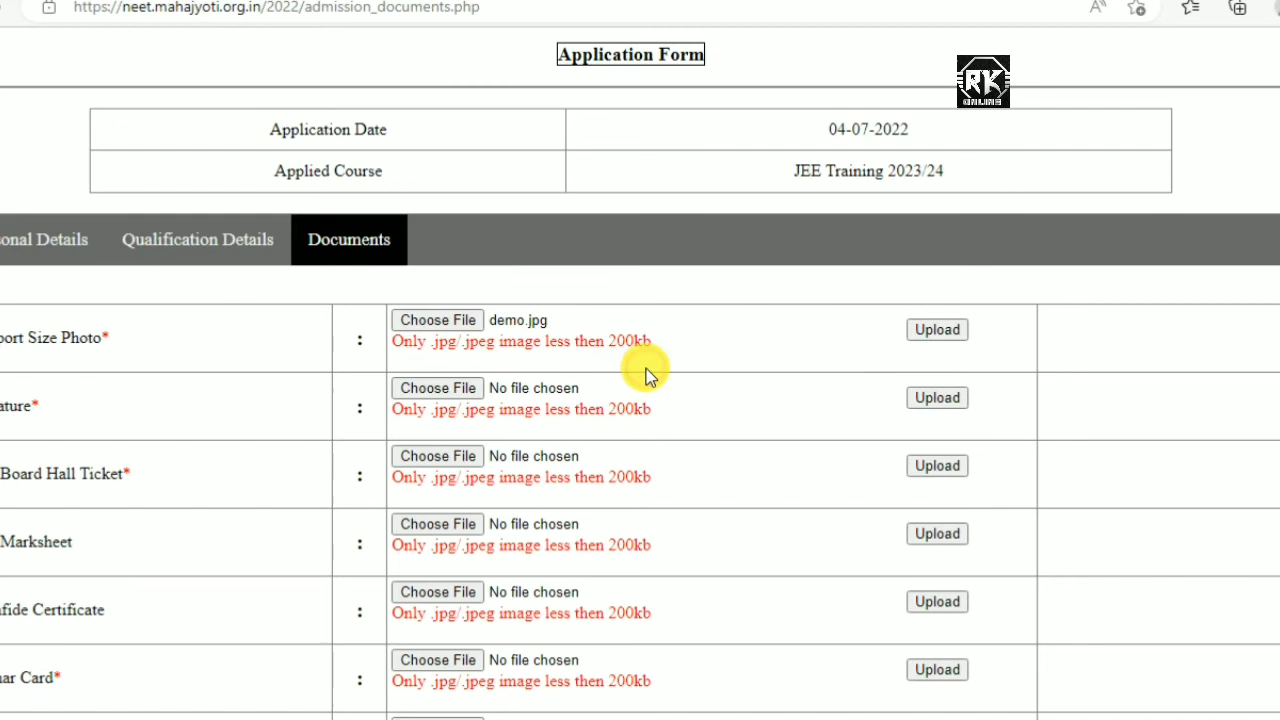 https://neet.mahajyoti.org.in/2022/admission_documents.php
Application Form
RK
ONLINE
Application Date 04-07-2022
Applied Course JEE Training 2023/24
onal Details Qualification Details Documents
port Size Photo* : Choose File demo.jpg Upload
Only .jpg/.jpeg image less then 200kb
ature* : Choose File No file chosen Upload
Only .jpg/.jpeg image less then 200kb
Board Hall Ticket* : Choose File No file chosen Upload
Only .jpg/.jpeg image less then 200kb
Marksheet : Choose File No file chosen Upload
Only .jpg/.jpeg image less then 200kb
fide Certificate : Choose File No file chosen Upload
Only .jpg/.jpeg image less then 200kb
ar Card* : Choose File No file chosen Upload
Only .jpg/.jpeg image less then 200kb